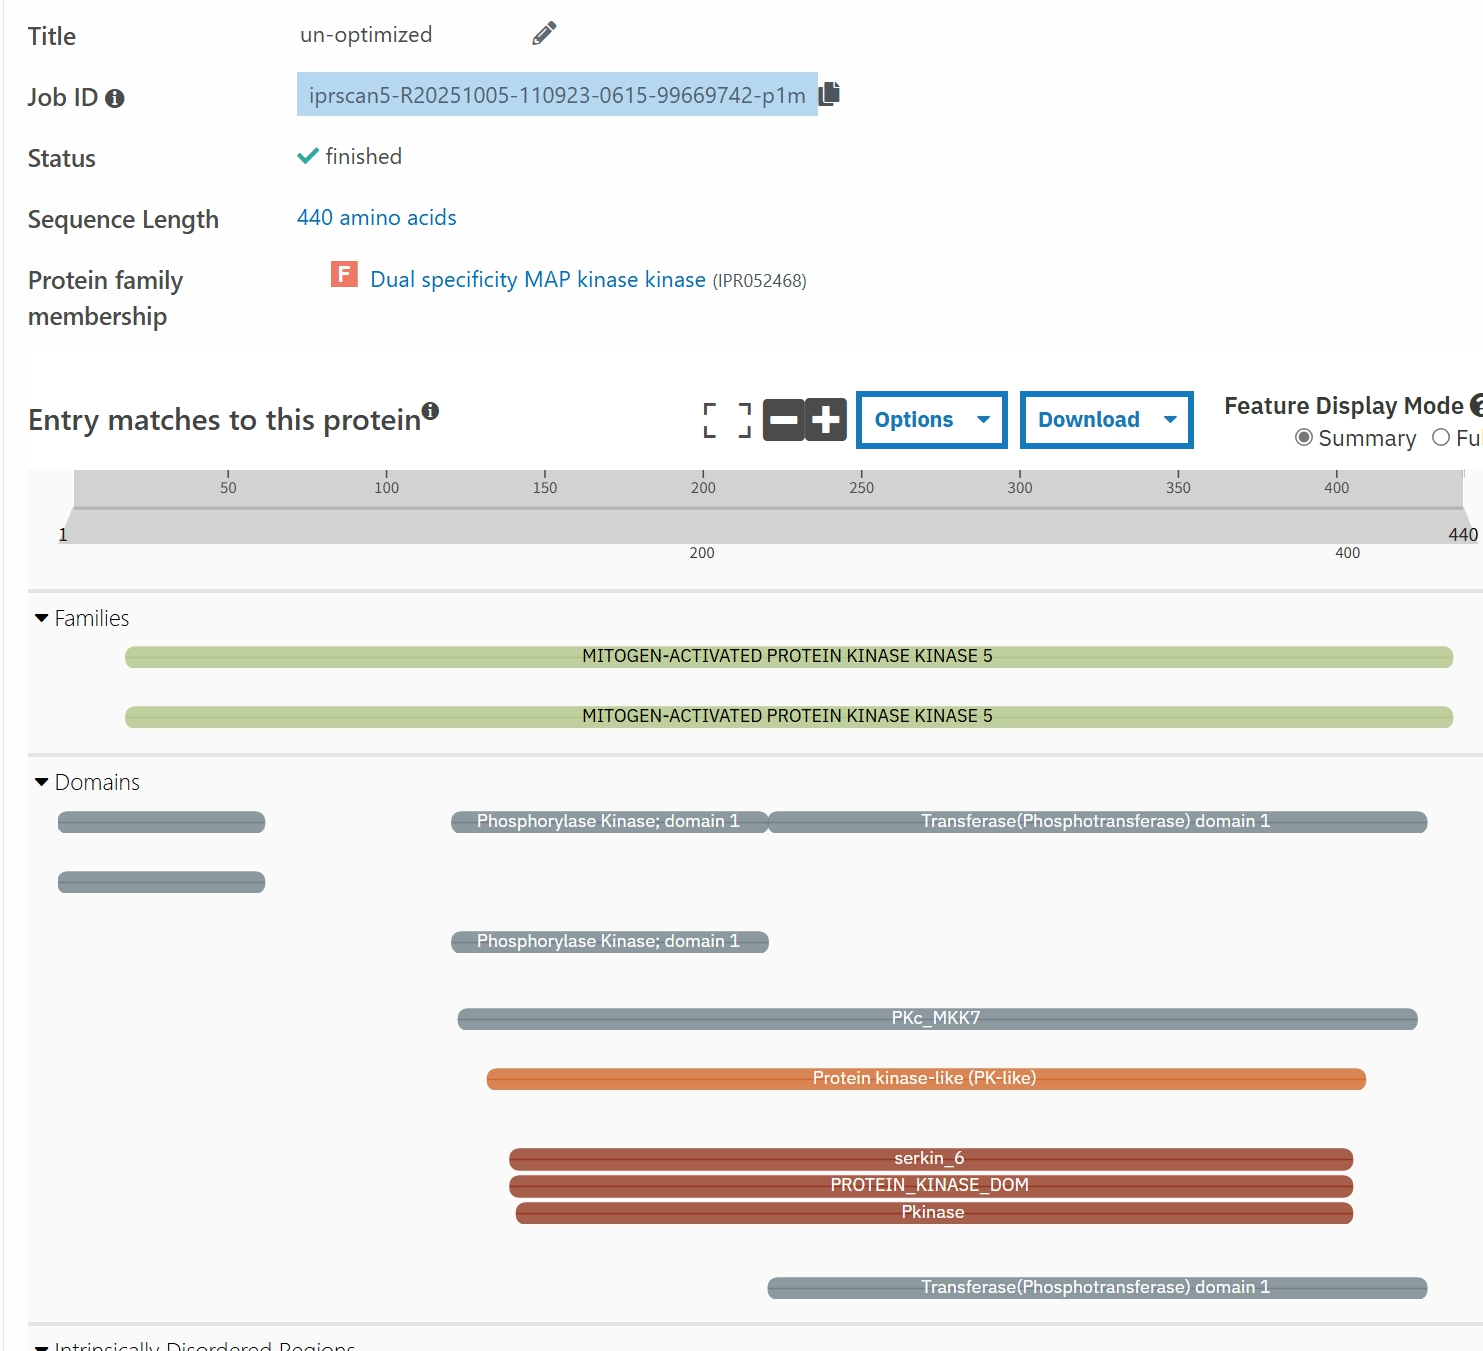 Title un-optimized
Job ID iprscan5-R20251005-110923-0615-99669742-p1m
Status finished
Sequence Length 440 amino acids
Protein family membership F Dual specificity MAP kinase kinase (IPR052468)
Entry matches to this protein Options Download Feature Display Mode
Summary Fu
50 100 150 200 250 300 350 400
1 440
200 400
Families
MITOGEN-ACTIVATED PROTEIN KINASE KINASE 5
MITOGEN-ACTIVATED PROTEIN KINASE KINASE 5
Domains
Phosphorylase Kinase; domain 1 Transferase(Phosphotransferase) domain 1
Phosphorylase Kinase; domain 1
PKc_MKK7
Protein kinase-like (PK-like)
serkin_6
PROTEIN_KINASE_DOM
Pkinase
Transferase(Phosphotransferase) domain 1
Intrinsically Disordered Regions